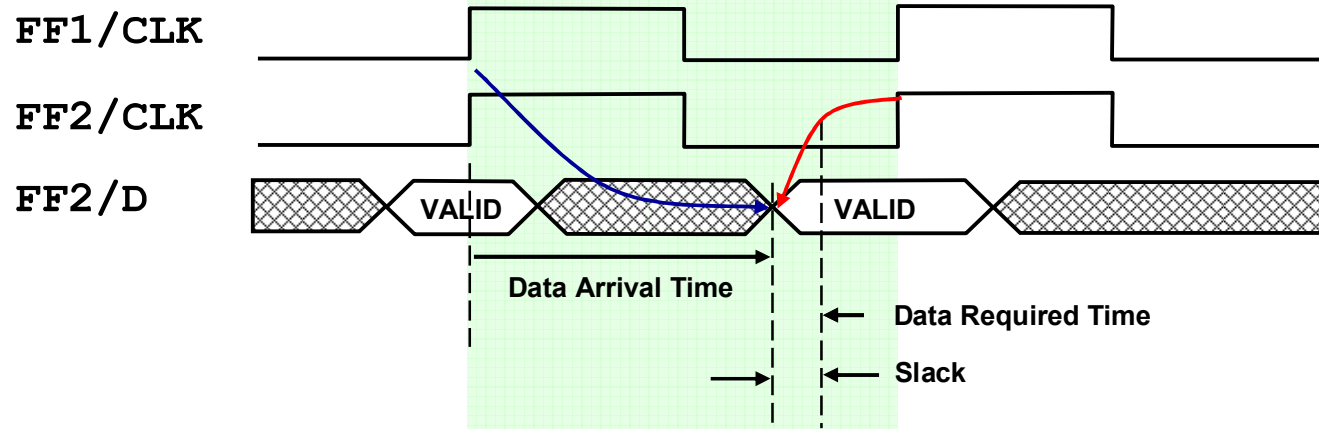 FF1/CLK
FF2/CLK
FF2/D
VALID
VALID
Data Arrival Time
Data Required Time
Slack